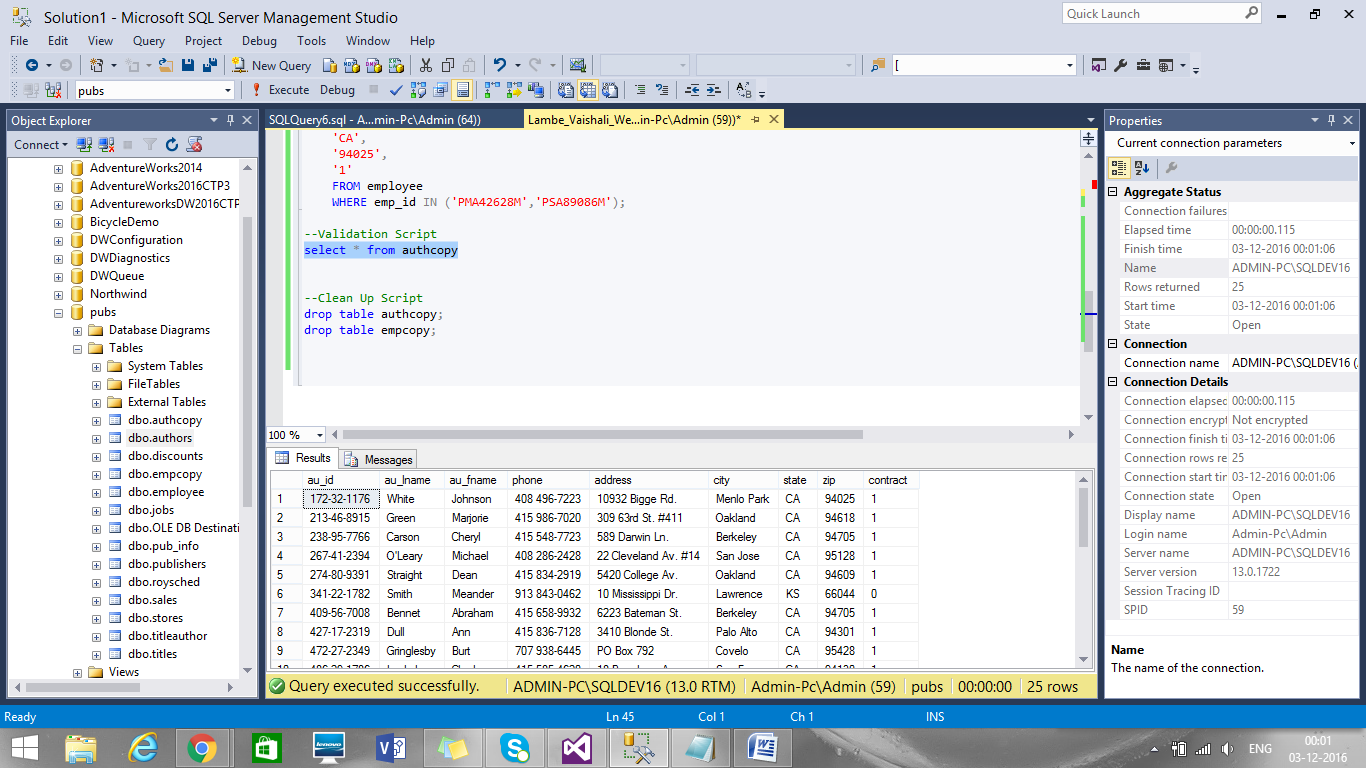 Solution1 - Microsoft SQL Server Management Studio
Quick Launch
File Edit View Query Project Debug Tools Window Help
New Query
[
pubs
Execute Debug
Object Explorer
Connect
AdventureWorks2014
AdventureWorks2016CTP3
AdventureworksDW2016CTP
BicycleDemo
DWConfiguration
DWDiagnostics
DWQueue
Northwind
pubs
Database Diagrams
Tables
System Tables
FileTables
External Tables
dbo.authcopy
dbo.authors
dbo.discounts
dbo.empcopy
dbo.employee
dbo.jobs
dbo.OLE DB Destinati
dbo.pub_info
dbo.publishers
dbo.roysched
dbo.sales
dbo.stores
dbo.titleauthor
dbo.titles
Views
SQLQuery6.sql - A...min-Pc\Admin (64))
Lambe_Vaishali_We...in-Pc\Admin (59))*
'CA',
'94025',
'1'
FROM employee
WHERE emp_id IN ('PMA42628M','PSA89086M');
--Validation Script
select * from authcopy
--Clean Up Script
drop table authcopy;
drop table empcopy;
100 %
Results Messages
au_id au_lname au_fname phone address city state zip contract
1 172-32-1176 White Johnson 408 496-7223 10932 Bigge Rd. Menlo Park CA 94025 1
2 213-46-8915 Green Marjorie 415 986-7020 309 63rd St. #411 Oakland CA 94618 1
3 238-95-7766 Carson Cheryl 415 548-7723 589 Darwin Ln. Berkeley CA 94705 1
4 267-41-2394 O'Leary Michael 408 286-2428 22 Cleveland Av. #14 San Jose CA 95128 1
5 274-80-9391 Straight Dean 415 834-2919 5420 College Av. Oakland CA 94609 1
6 341-22-1782 Smith Meander 913 843-0462 10 Mississippi Dr. Lawrence KS 66044 0
7 409-56-7008 Bennet Abraham 415 658-9932 6223 Bateman St. Berkeley CA 94705 1
8 427-17-2319 Dull Ann 415 836-7128 3410 Blonde St. Palo Alto CA 94301 1
9 472-27-2349 Gringlesby Burt 707 938-6445 PO Box 792 Covelo CA 95428 1
Query executed successfully. ADMIN-PC\SQLDEV16 (13.0 RTM) Admin-Pc\Admin (59) pubs 00:00:00 25 rows
Properties
Current connection parameters
Aggregate Status
Connection failures
Elapsed time 00:00:00.115
Finish time 03-12-2016 00:01:06
Name ADMIN-PC\SQLDEV16
Rows returned 25
Start time 03-12-2016 00:01:06
State Open
Connection
Connection name ADMIN-PC\SQLDEV16 (
Connection Details
Connection elapsed 00:00:00.115
Connection encrypt Not encrypted
Connection finish ti 03-12-2016 00:01:06
Connection rows re 25
Connection start tin 03-12-2016 00:01:06
Connection state Open
Display name ADMIN-PC\SQLDEV16
Login name Admin-Pc\Admin
Server name ADMIN-PC\SQLDEV16
Server version 13.0.1722
Session Tracing ID
SPID 59
Name
The name of the connection.
Ready Ln 45 Col 1 Ch 1 INS
lenovo
ENG
00:01
03-12-2016